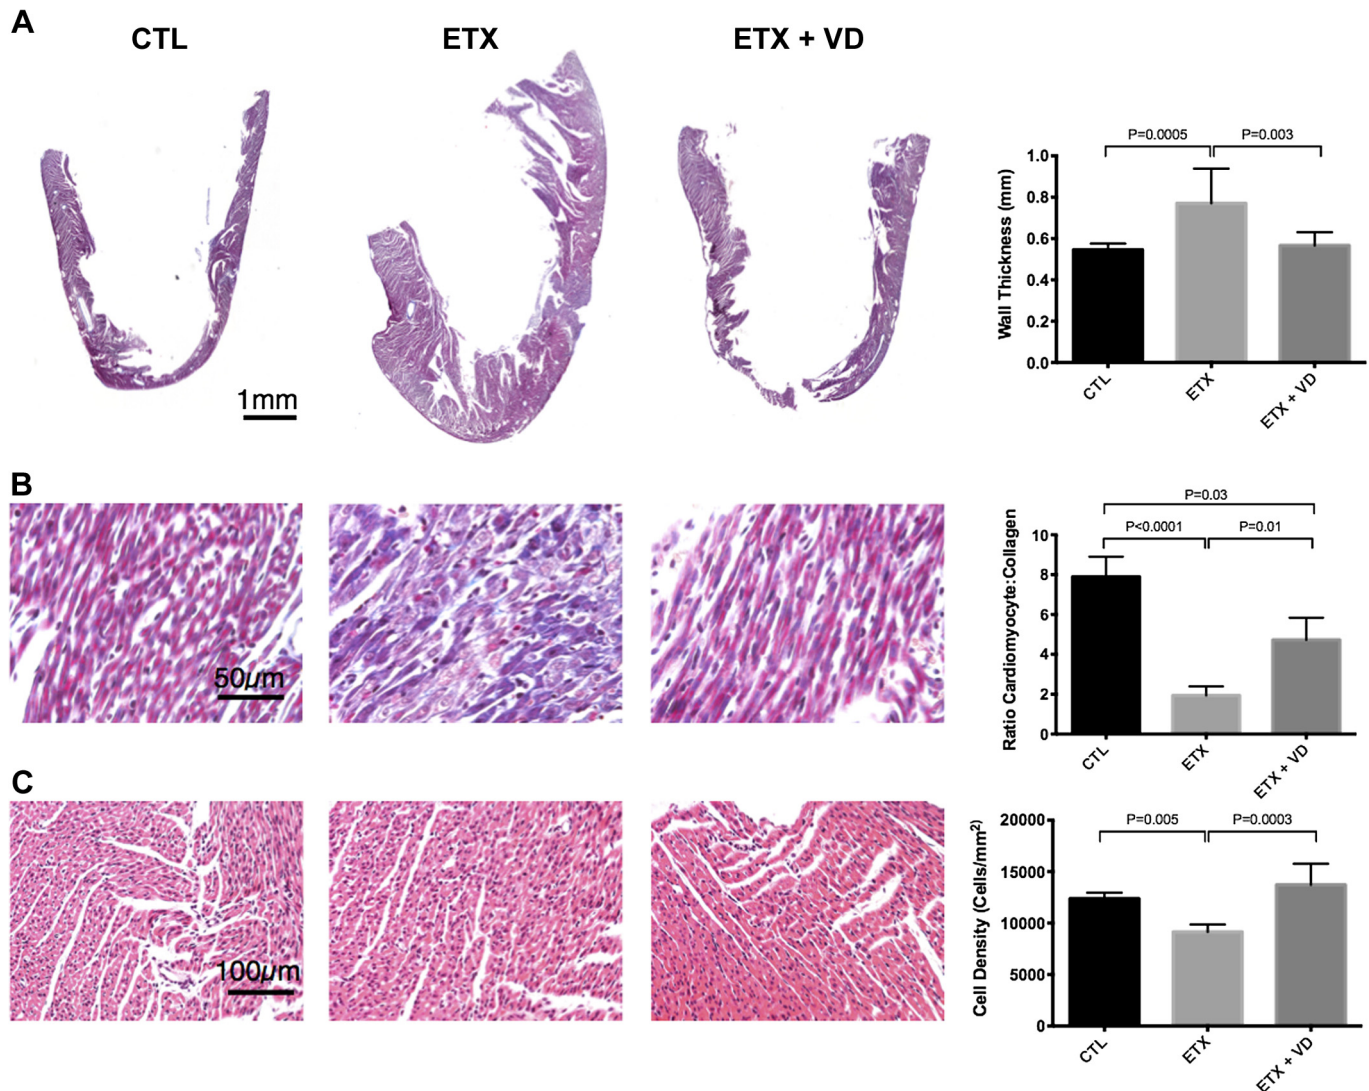 A
CTL
ETX
ETX + VD
1mm
P=0.0005
P=0.003
Wall Thickness (mm)
1.0
0.8
0.6
0.4
0.2
0.0
CTL
ETX
ETX + VD
B
50µm
P=0.03
P<0.0001
P=0.01
Ratio Cardiomyocyte:Collagen
10
8
6
4
2
0
CTL
ETX
ETX + VD
C
100µm
P=0.005
P=0.0003
Cell Density (Cells/mm²)
20000
15000
10000
5000
0
CTL
ETX
ETX + VD